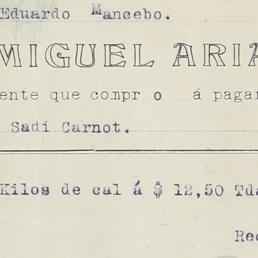 Eduardo Mancebo.
MIGUEL ARIA
ente que compr o á pagar
Sadi Carnot.
Kilos de cal á $ 12,50 Tda
Rec